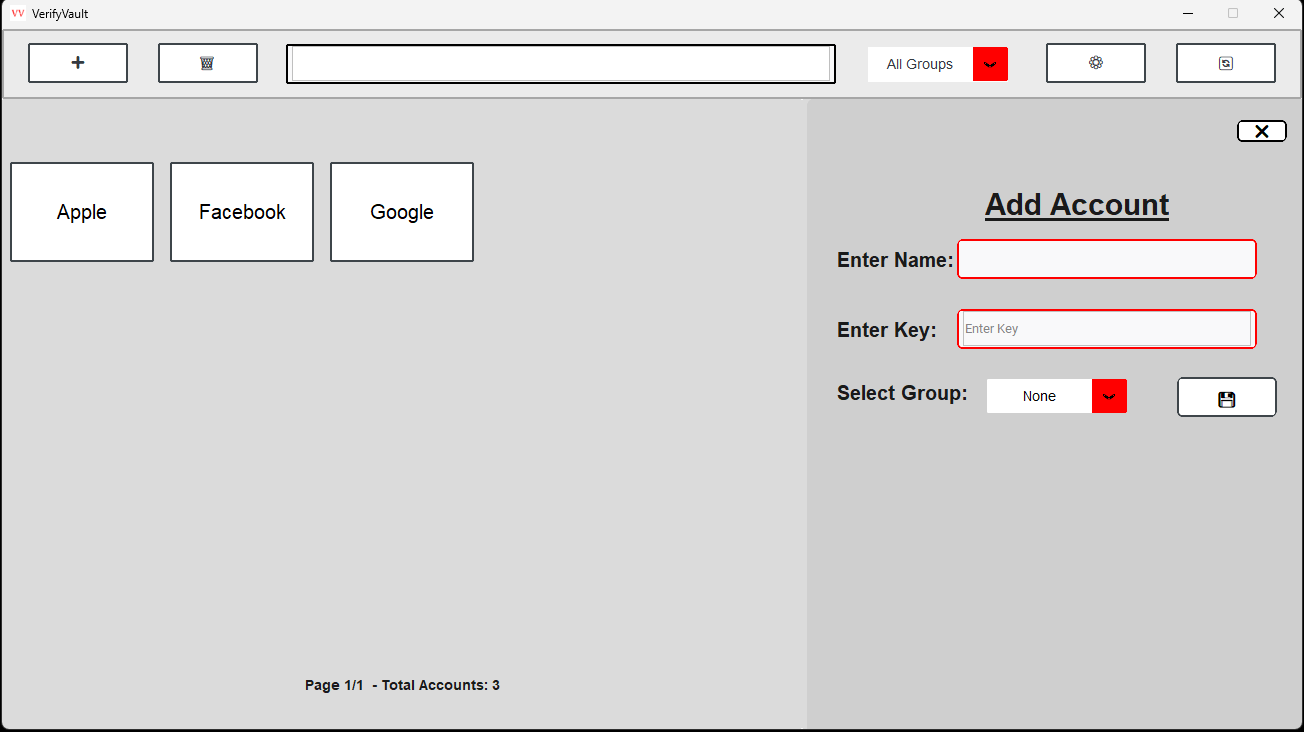 VV VerifyVault
All Groups
Apple
Facebook
Google
Page 1/1 - Total Accounts: 3
Add Account
Enter Name:
Enter Key: Enter Key
Select Group: None